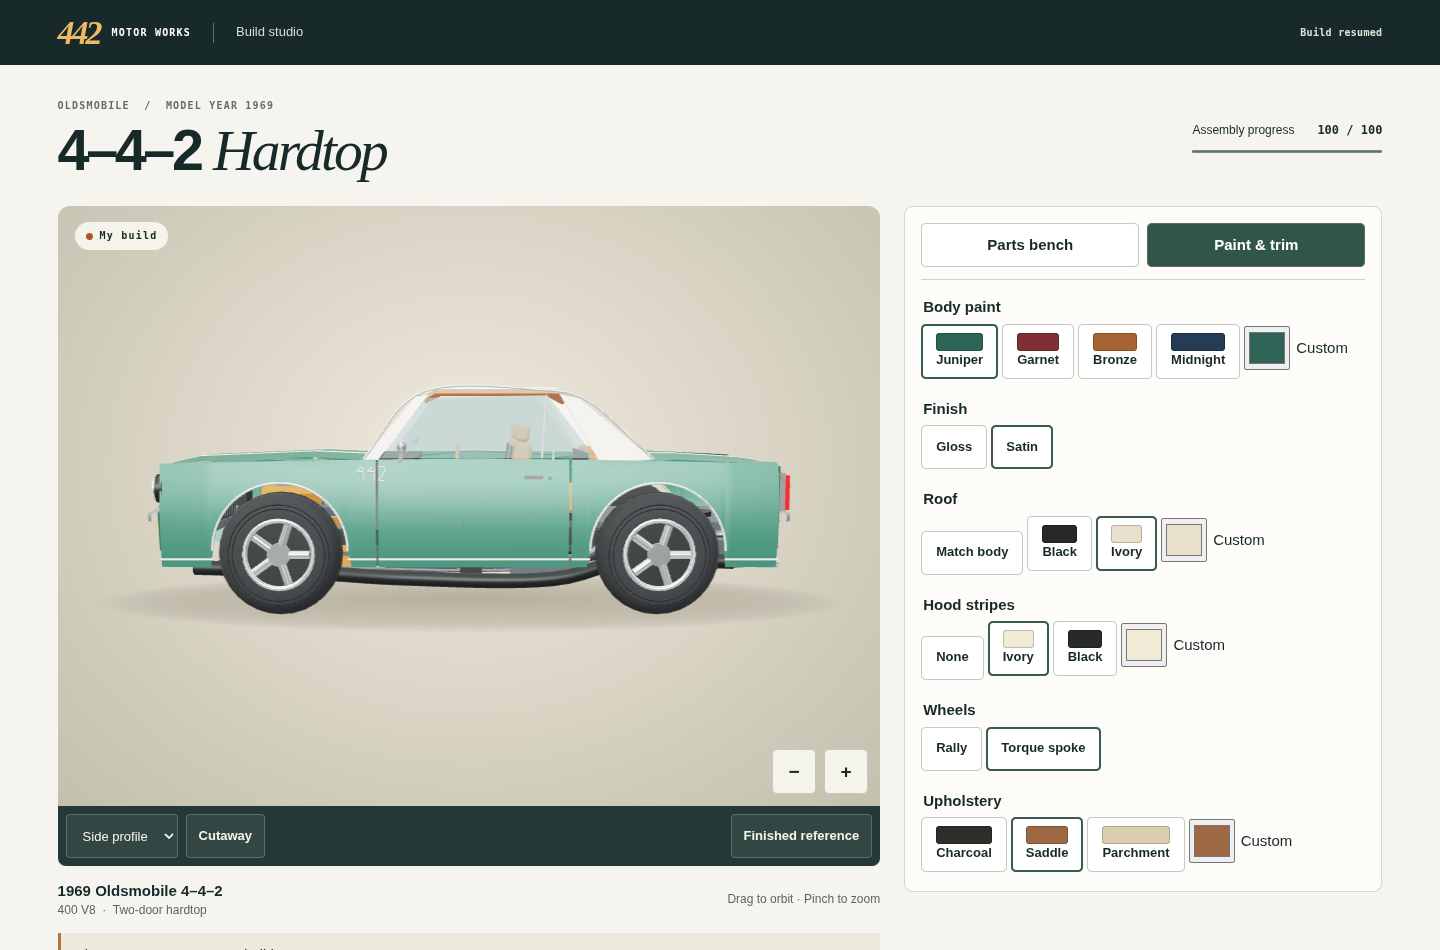 442 MOTOR WORKS Build studio Build resumed
OLDSMOBILE / MODEL YEAR 1969
4–4–2 Hardtop
Assembly progress 100 / 100
My build
442
− +
Side profile Cutaway Finished reference
1969 Oldsmobile 4–4–2
400 V8 · Two-door hardtop
Drag to orbit · Pinch to zoom
Parts bench Paint & trim
Body paint
Juniper Garnet Bronze Midnight Custom
Finish
Gloss Satin
Roof
Match body Black Ivory Custom
Hood stripes
None Ivory Black Custom
Wheels
Rally Torque spoke
Upholstery
Charcoal Saddle Parchment Custom